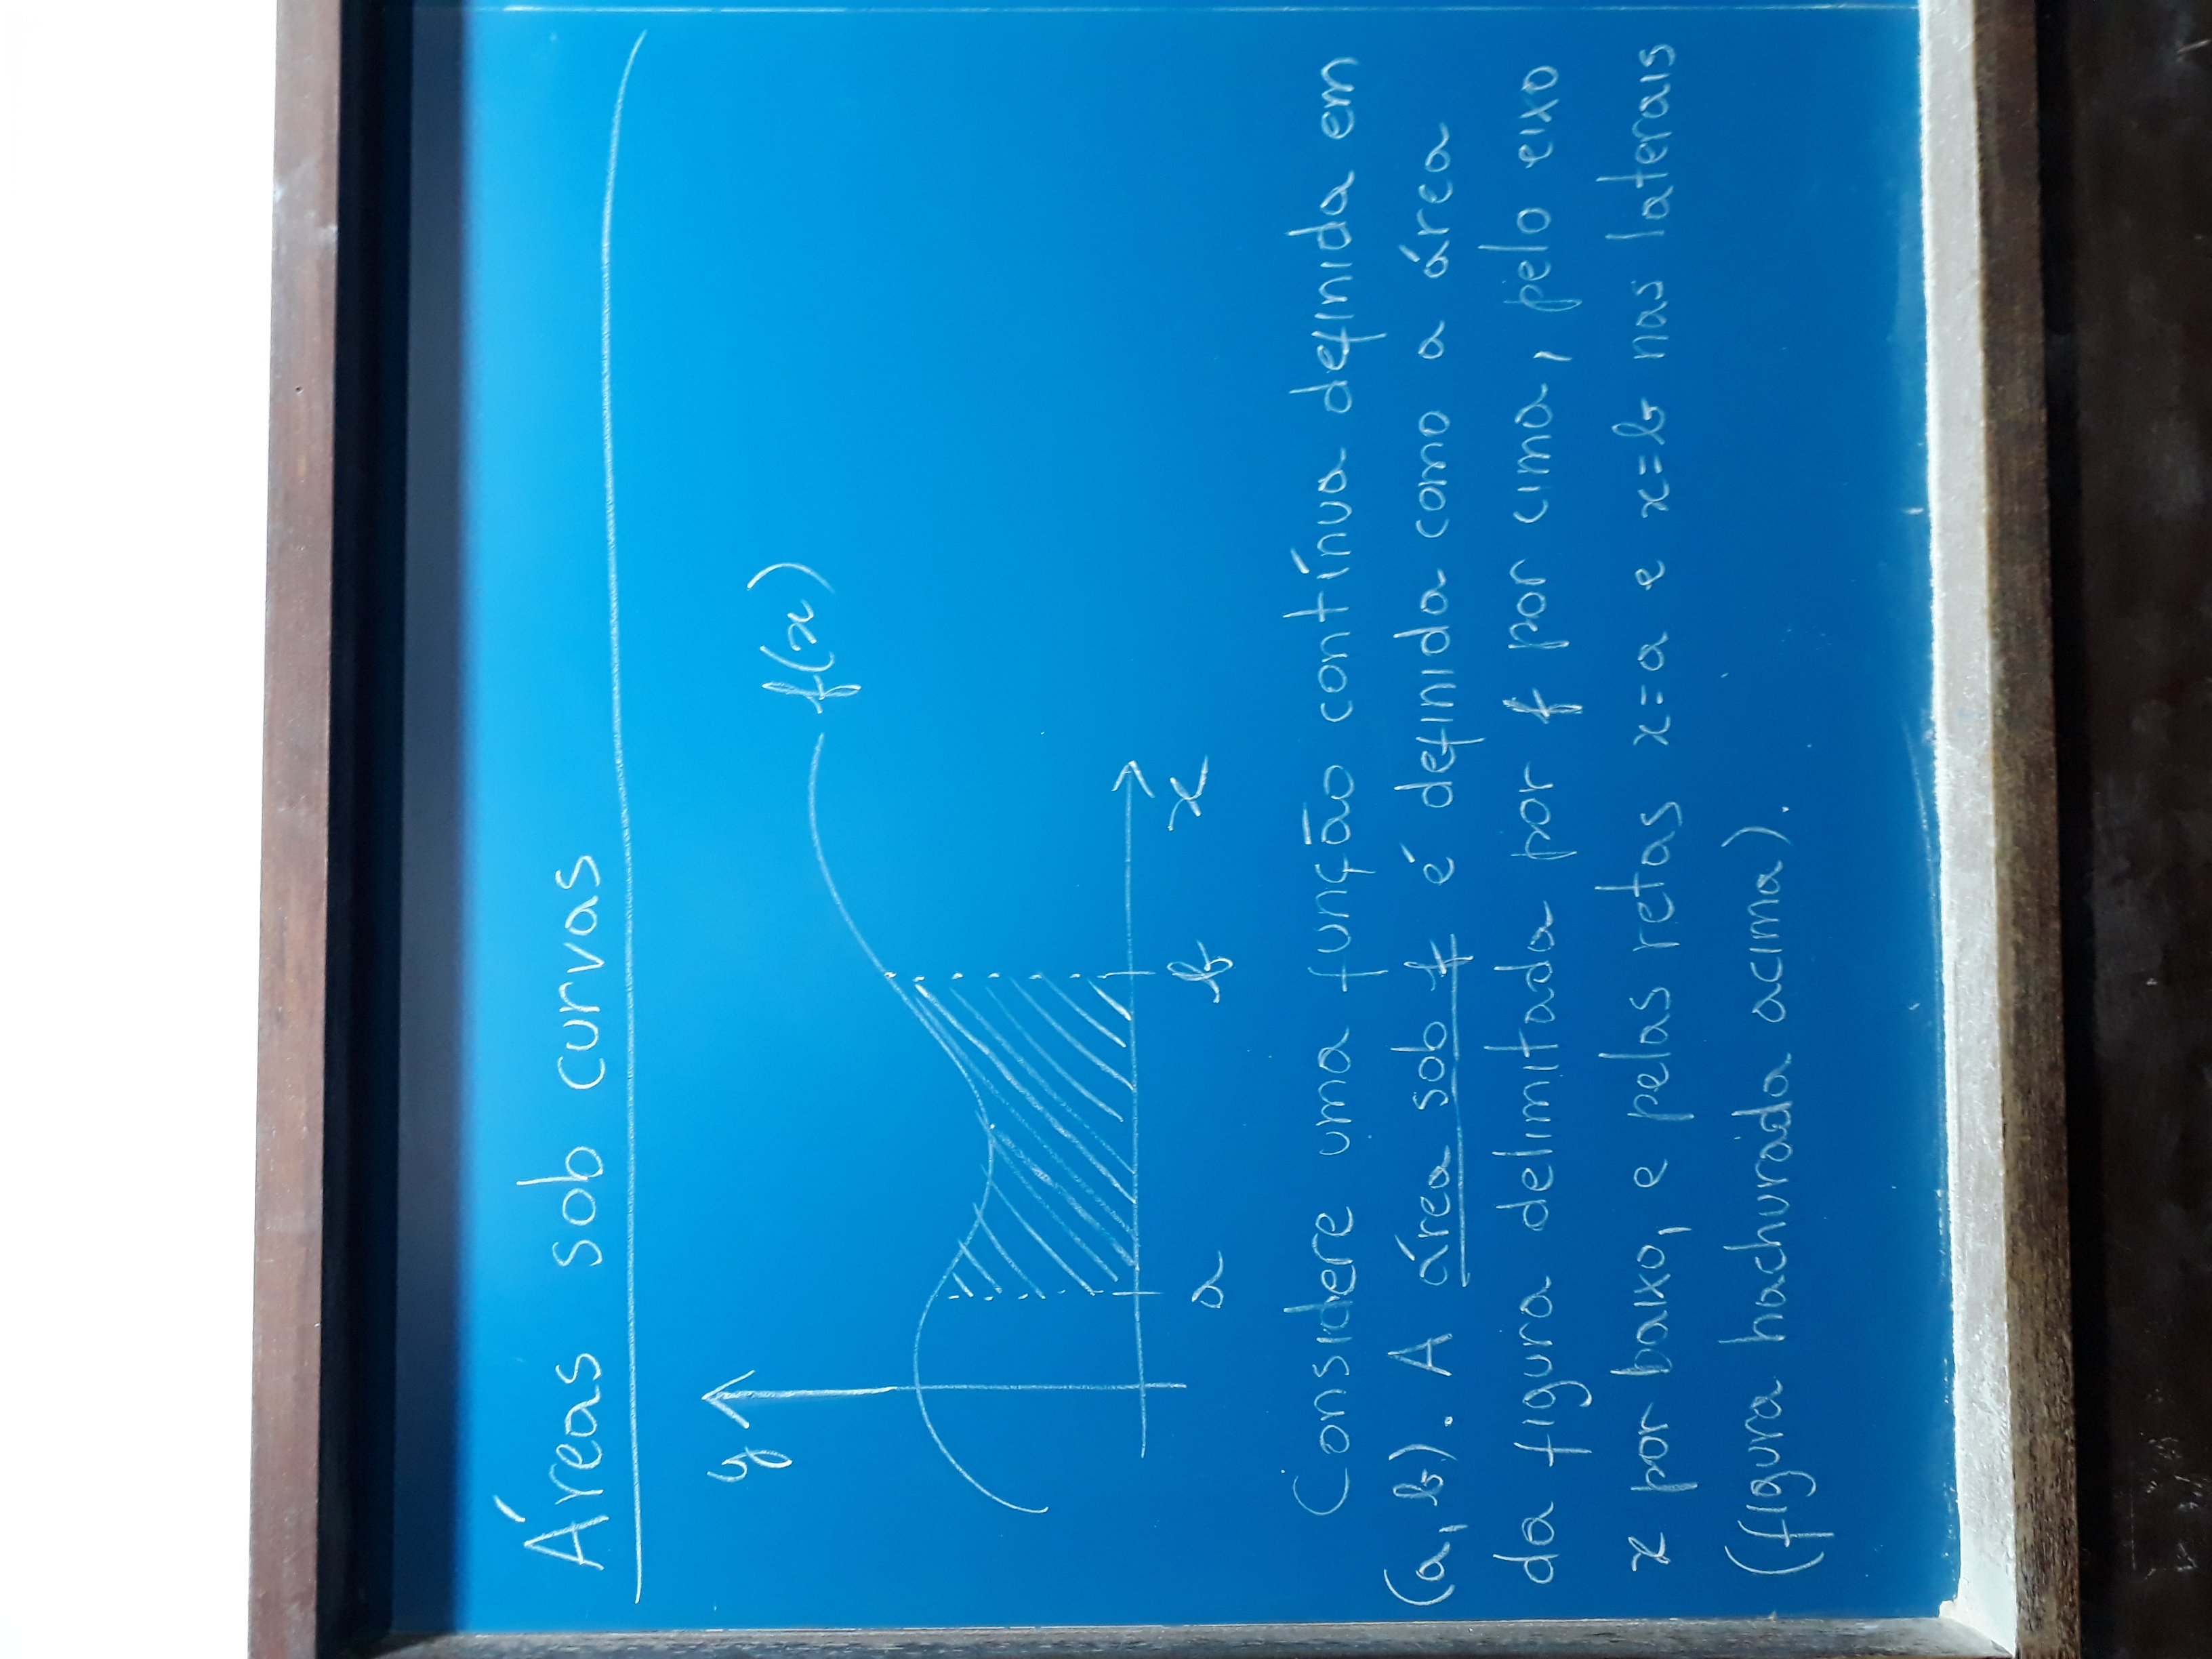 Áreas sob curvas
y
f(x)
a b x
Considere uma função contínua definida em
(a, b). A área sob f é definida como a área
da figura delimitada por f por cima, pelo eixo
x por baixo, e pelas retas x=a e x=b nas laterais
(figura hachurada acima).